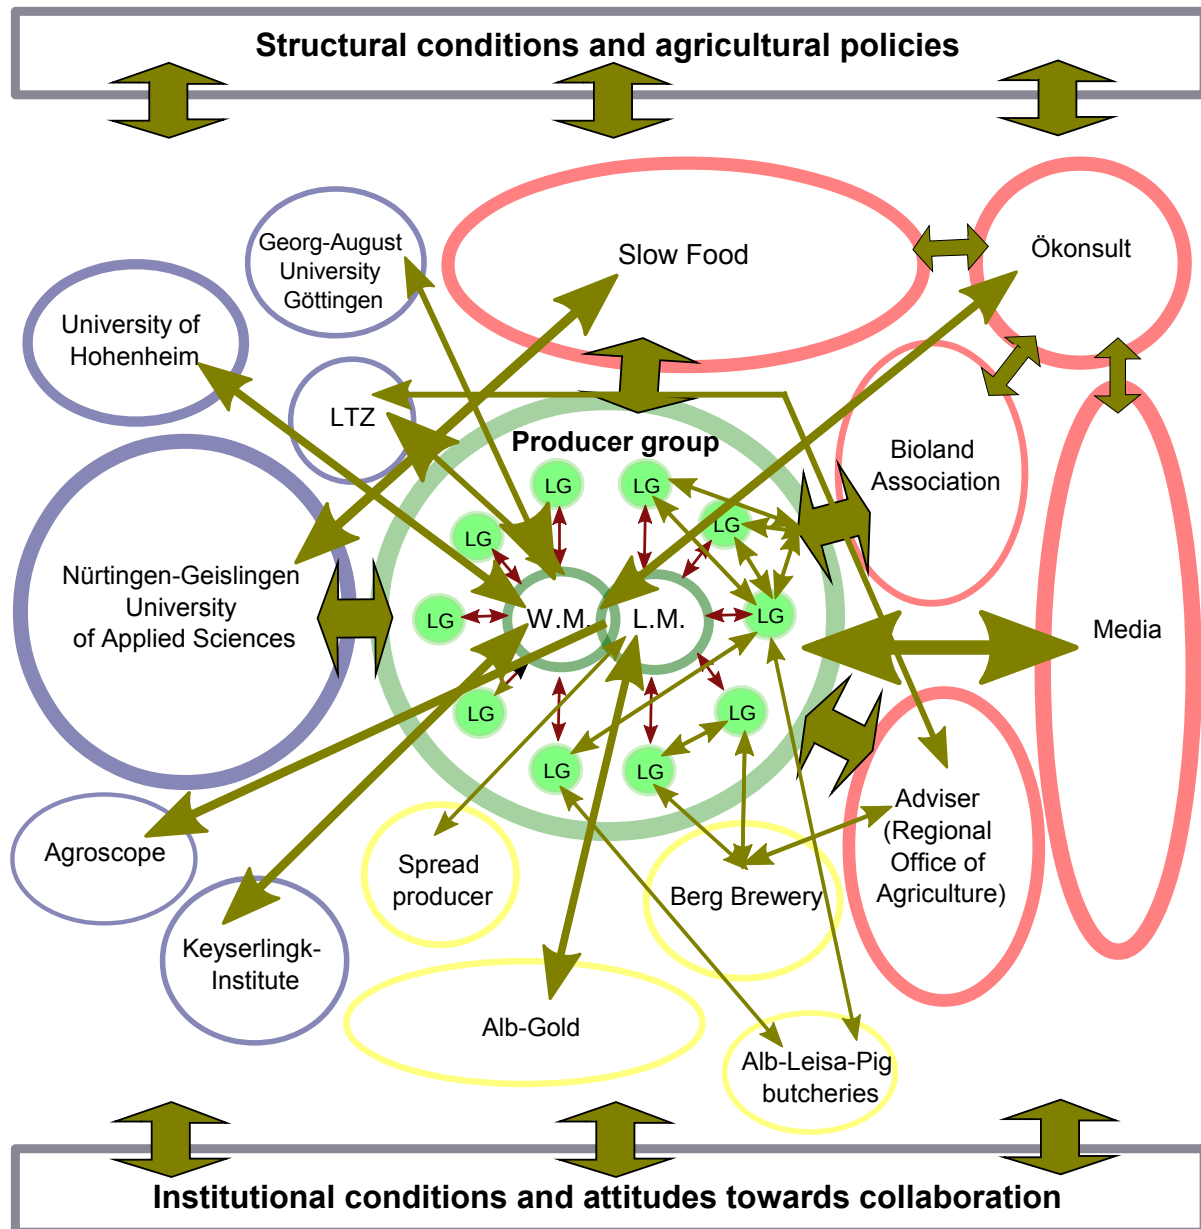 Structural conditions and agricultural policies
Georg-August
University
Göttingen
Slow Food
Ökonsult
University of
Hohenheim
LTZ
Producer group
Bioland
Association
LG
LG
LG
LG
Nürtingen-Geislingen
University
of Applied Sciences
LG
W.M.
L.M.
LG
Media
LG
LG
LG
LG
Agroscope
Spread
producer
Berg Brewery
Adviser
(Regional
Office of
Agriculture)
Keyserlingk-
Institute
Alb-Gold
Alb-Leisa-Pig
butcheries
Institutional conditions and attitudes towards collaboration